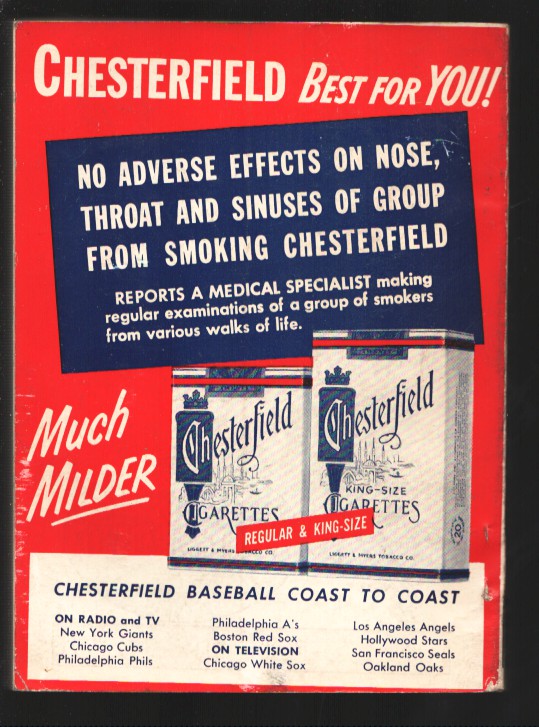 CHESTERFIELD BEST FOR YOU!
NO ADVERSE EFFECTS ON NOSE,
THROAT AND SINUSES OF GROUP
FROM SMOKING CHESTERFIELD
REPORTS A MEDICAL SPECIALIST making
regular examinations of a group of smokers
from various walks of life.
Much
MILDER
Chesterfield
CIGARETTES
LIGGETT & MYERS TOBACCO CO.
Chesterfield
KING-SIZE
CIGARETTES
LIGGETT & MYERS TOBACCO CO.
20
REGULAR & KING-SIZE
CHESTERFIELD BASEBALL COAST TO COAST
ON RADIO and TV
New York Giants
Chicago Cubs
Philadelphia Phils
Philadelphia A's
Boston Red Sox
ON TELEVISION
Chicago White Sox
Los Angeles Angels
Hollywood Stars
San Francisco Seals
Oakland Oaks